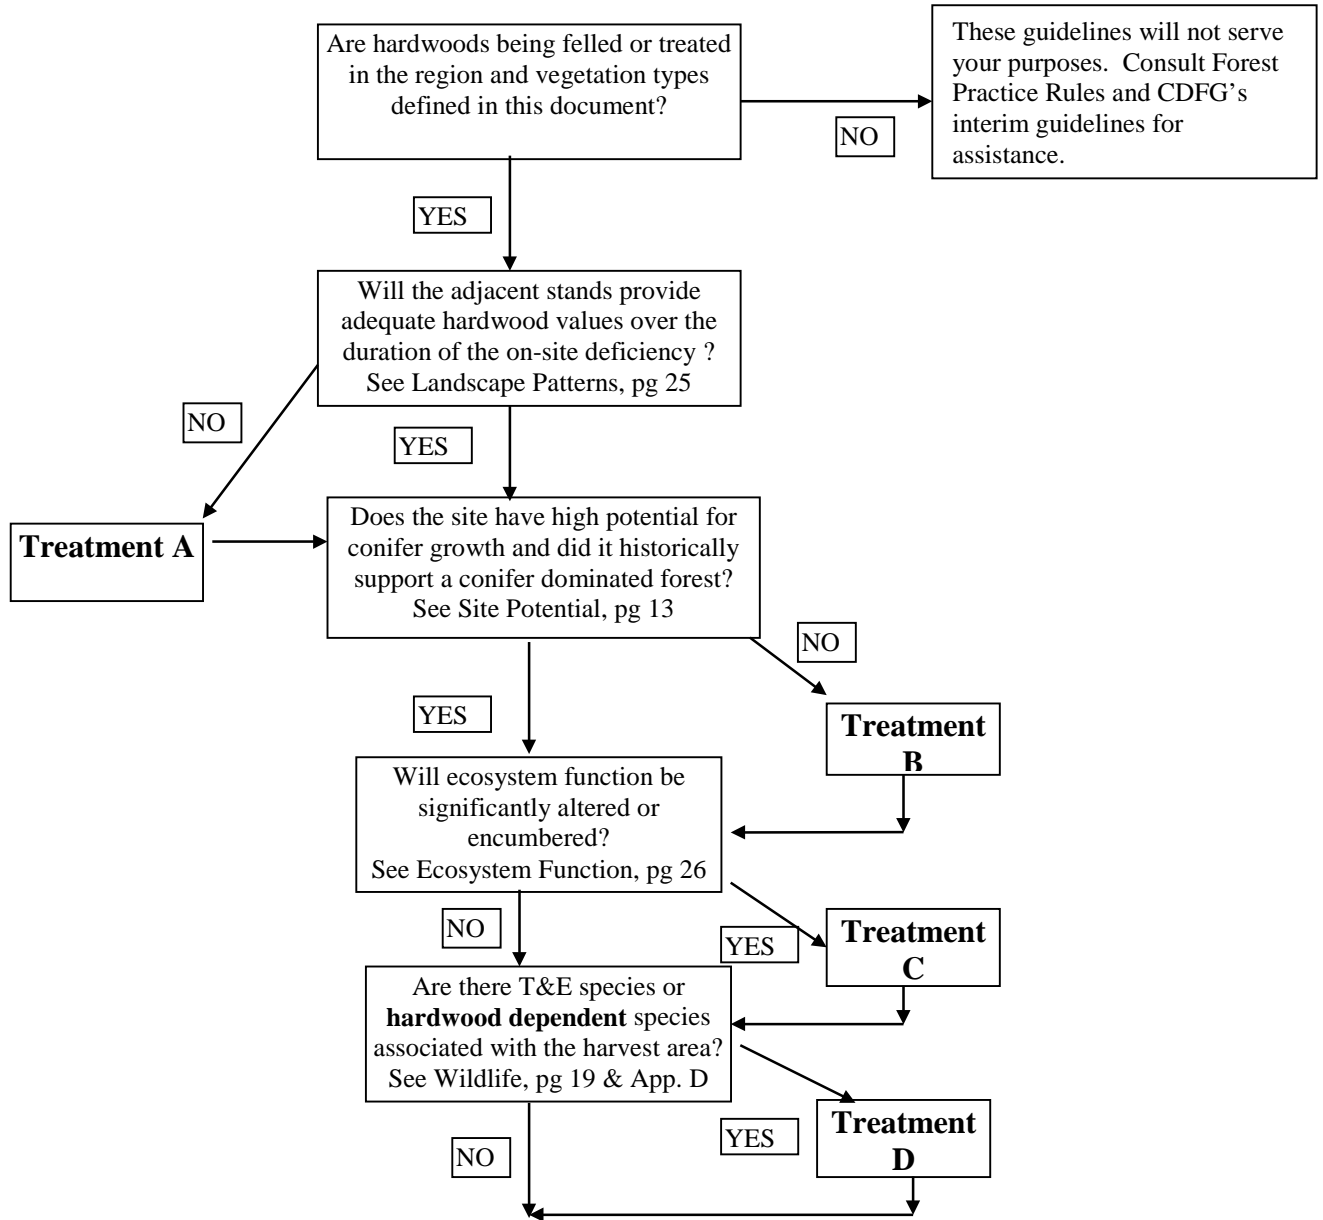 Are hardwoods being felled or treated
in the region and vegetation types
defined in this document?
These guidelines will not serve
your purposes.  Consult Forest
Practice Rules and CDFG's
interim guidelines for
assistance.
NO
YES
Will the adjacent stands provide
adequate hardwood values over the
duration of the on-site deficiency ?
See Landscape Patterns, pg 25
NO
YES
Treatment A
Does the site have high potential for
conifer growth and did it historically
support a conifer dominated forest?
See Site Potential, pg 13
NO
YES
Treatment
B
Will ecosystem function be
significantly altered or
encumbered?
See Ecosystem Function, pg 26
NO
YES
Treatment
C
Are there T&E species or
hardwood dependent species
associated with the harvest area?
See Wildlife, pg 19 & App. D
YES
NO
Treatment
D